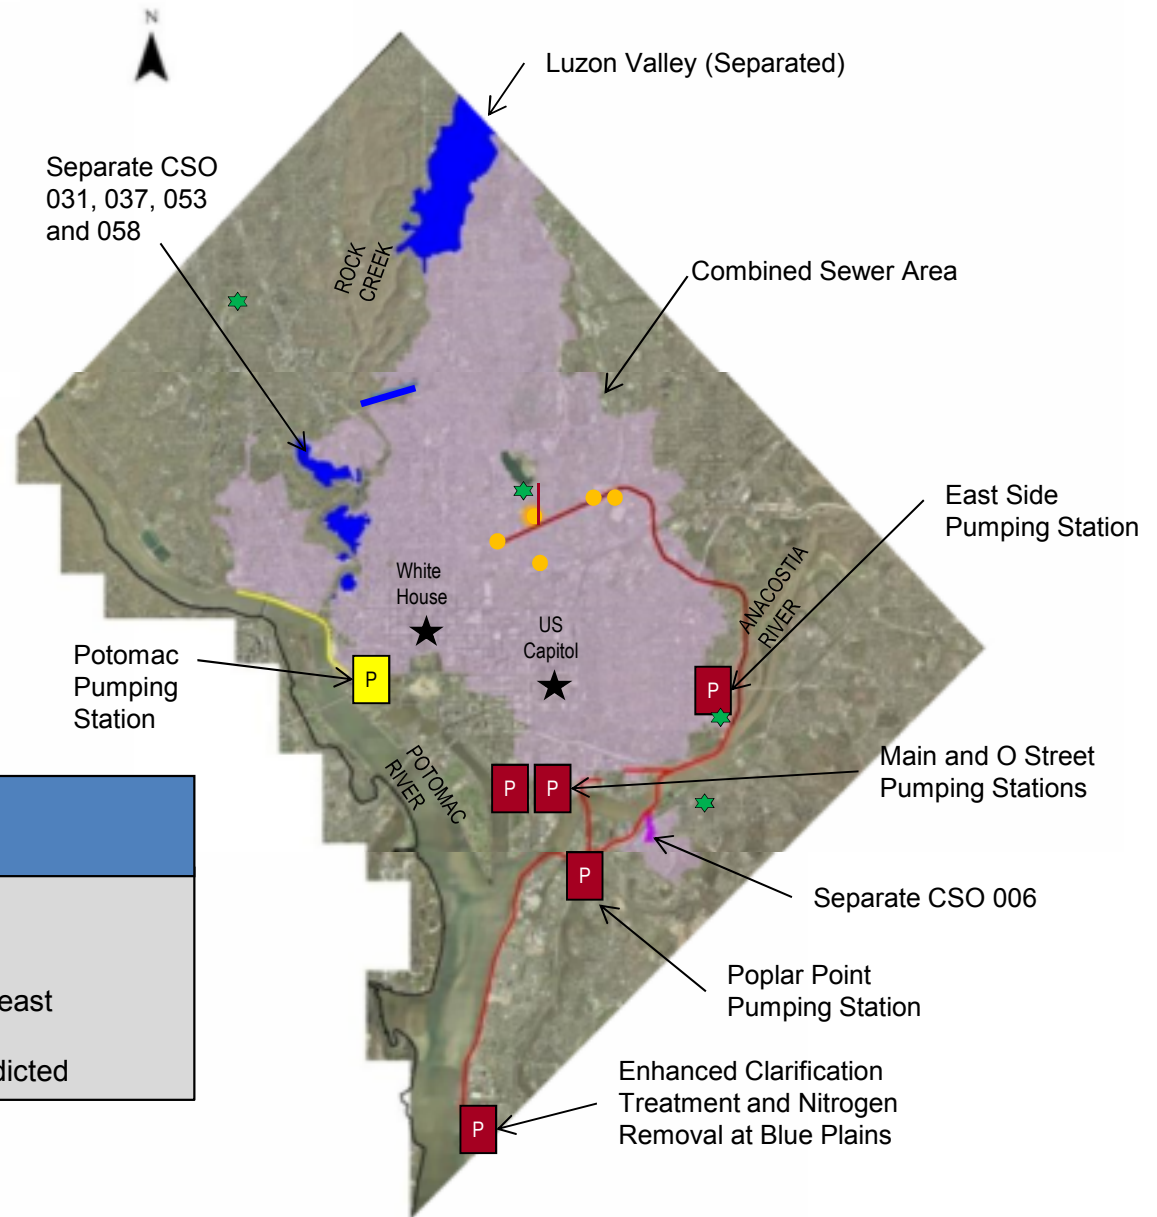 N
Luzon Valley (Separated)
Separate CSO
031, 037, 053
and 058
ROCK
CREEK
Combined Sewer Area
East Side
Pumping Station
ANACOSTIA
RIVER
White
House
US
Capitol
Potomac
Pumping
Station
P
P
POTOMAC
RIVER
Main and O Street
Pumping Stations
P
P
P
Separate CSO 006
Poplar Point
Pumping Station
east
dicted
Enhanced Clarification
Treatment and Nitrogen
Removal at Blue Plains
P